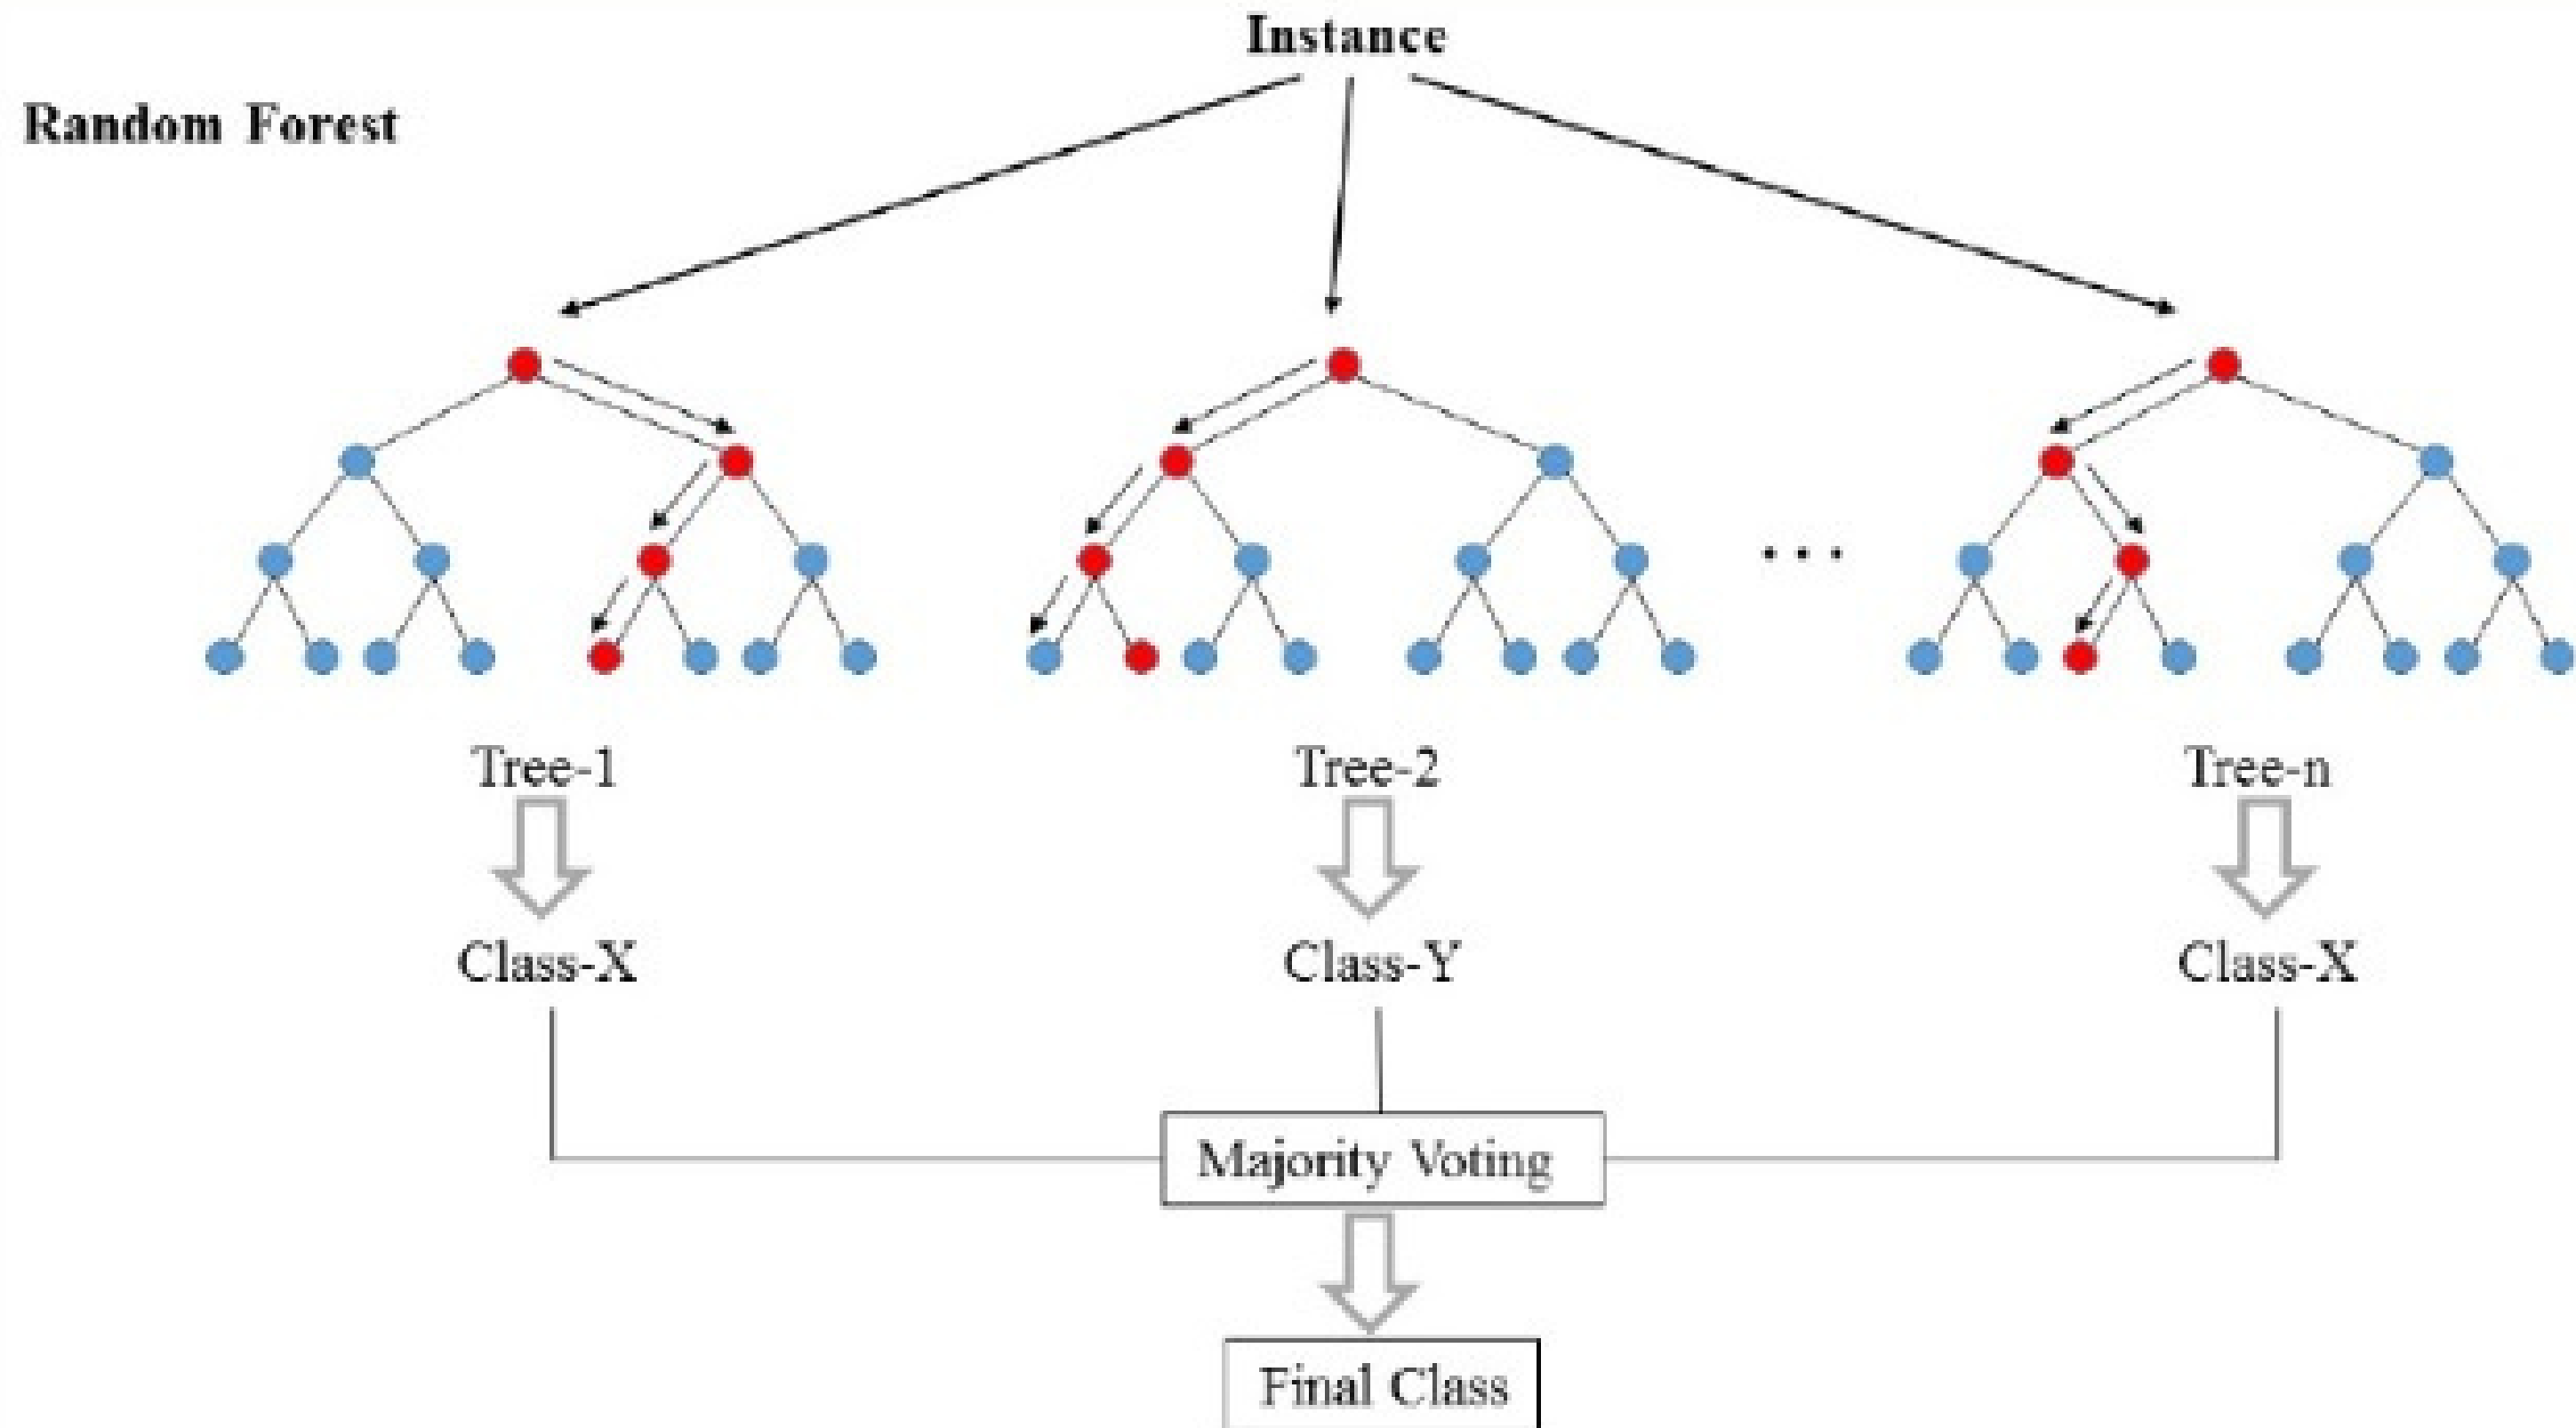 Instance
Random Forest
. . .
Tree-1
Tree-2
Tree-n
Class-X
Class-Y
Class-X
Majority Voting
Final Class